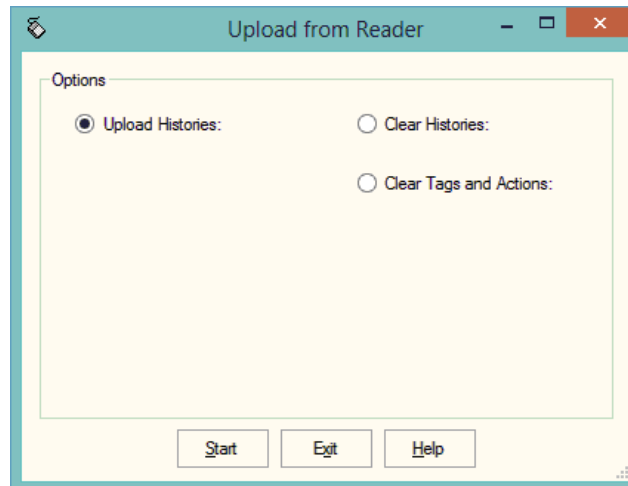 Upload from Reader
Options
Upload Histories: Clear Histories:
Clear Tags and Actions:
Start Exit Help